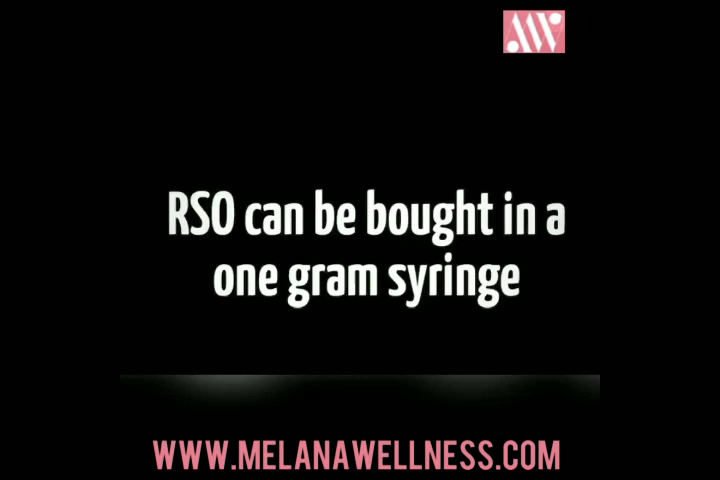 RSO can be bought in a
one gram syringe
WWW.MELANAWELLNESS.COM